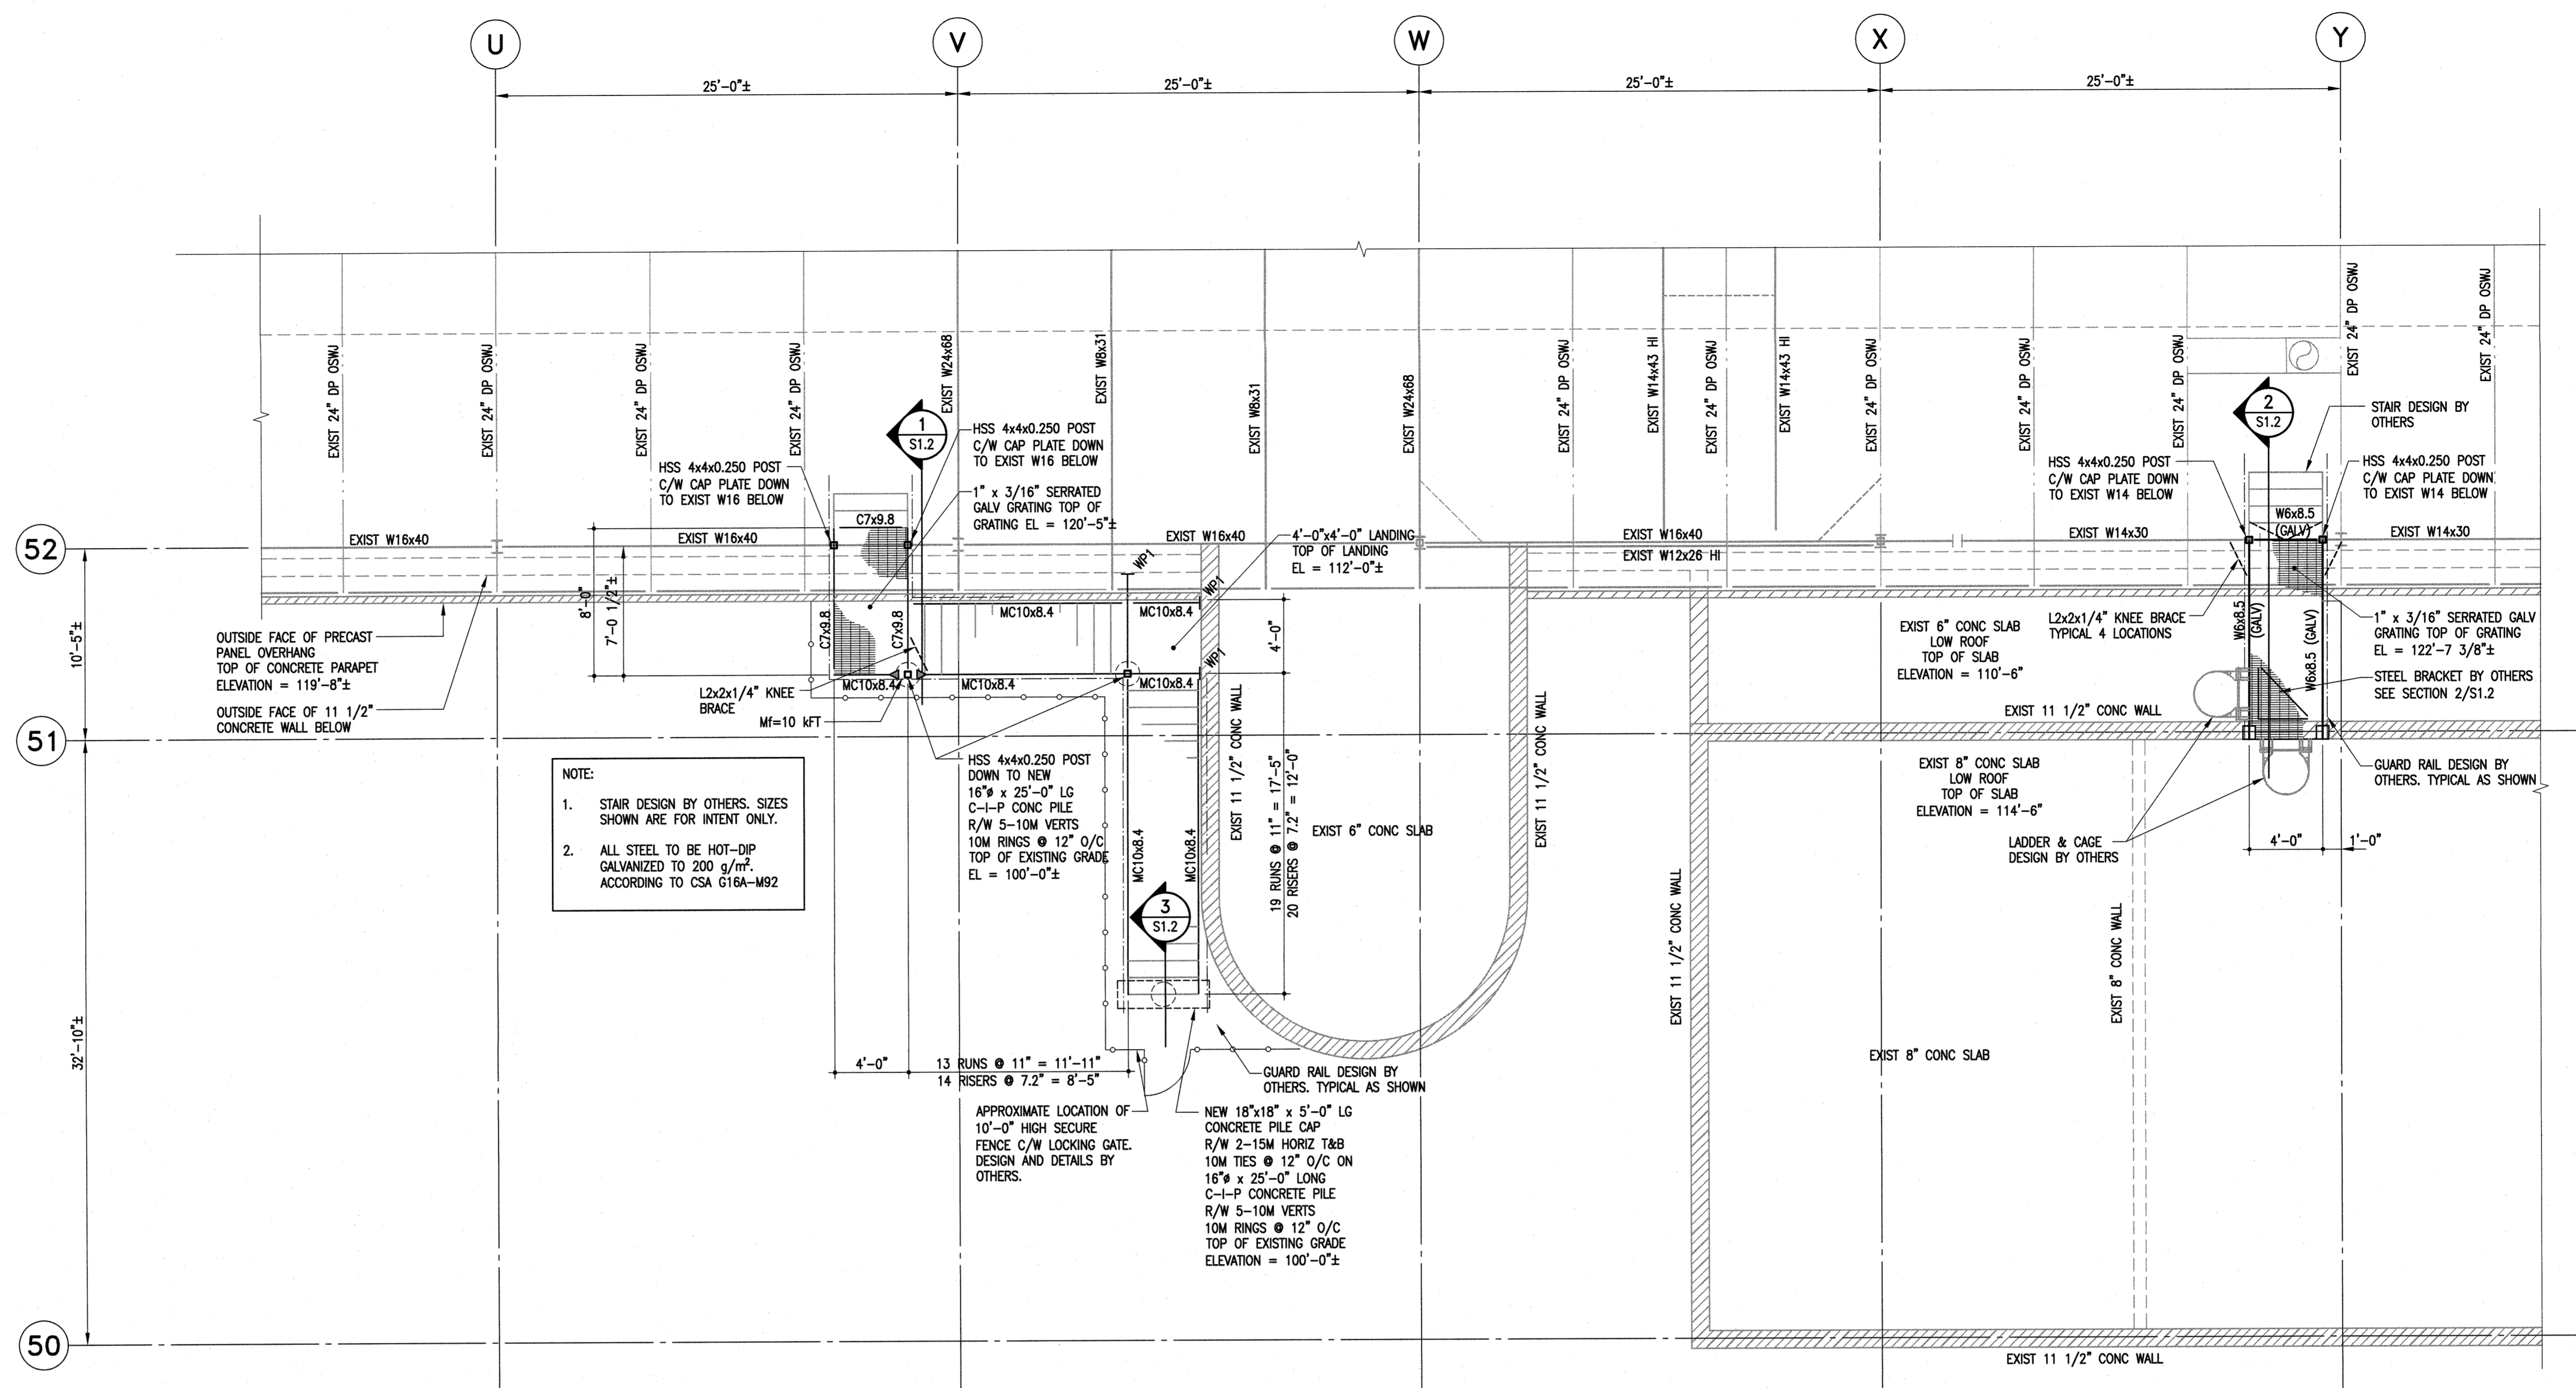 U
V
W
X
Y
25'-0"±
25'-0"±
25'-0"±
25'-0"±
52
51
50
10'-5"±
32'-10"±
EXIST 24" DP OSWJ
EXIST 24" DP OSWJ
EXIST 24" DP OSWJ
EXIST 24" DP OSWJ
EXIST W24x68
EXIST W8x31
EXIST W8x31
EXIST W24x68
EXIST 24" DP OSWJ
EXIST W14x43 HI
EXIST 24" DP OSWJ
EXIST W14x43 HI
EXIST 24" DP OSWJ
EXIST 24" DP OSWJ
EXIST 24" DP OSWJ
EXIST 24" DP OSWJ
EXIST 24" DP OSWJ
1
S1.2
2
S1.2
STAIR DESIGN BY
OTHERS
HSS 4x4x0.250 POST
C/W CAP PLATE DOWN
TO EXIST W16 BELOW
HSS 4x4x0.250 POST
C/W CAP PLATE DOWN
TO EXIST W16 BELOW
1" x 3/16" SERRATED
GALV GRATING TOP OF
GRATING EL = 120'-5"±
HSS 4x4x0.250 POST
C/W CAP PLATE DOWN
TO EXIST W14 BELOW
HSS 4x4x0.250 POST
C/W CAP PLATE DOWN
TO EXIST W14 BELOW
C7x9.8
W6x8.5
(GALV)
EXIST W16x40
EXIST W16x40
EXIST W16x40
4'-0"x4'-0" LANDING
TOP OF LANDING
EL = 112'-0"±
EXIST W16x40
EXIST W12x26 HI
EXIST W14x30
EXIST W14x30
8'-0"
7'-0 1/2"±
C7x9.8
C7x9.8
WP1
WP1
WP1
MC10x8.4
MC10x8.4
4'-0"
OUTSIDE FACE OF PRECAST
PANEL OVERHANG
TOP OF CONCRETE PARAPET
ELEVATION = 119'-8"±
OUTSIDE FACE OF 11 1/2"
CONCRETE WALL BELOW
L2x2x1/4" KNEE
BRACE
Mf=10 kFT
MC10x8.4
MC10x8.4
MC10x8.4
EXIST 6" CONC SLAB
LOW ROOF
TOP OF SLAB
ELEVATION = 110'-6"
L2x2x1/4" KNEE BRACE
TYPICAL 4 LOCATIONS
W6x8.5
(GALV)
W6x8.5 (GALV)
1" x 3/16" SERRATED GALV
GRATING TOP OF GRATING
EL = 122'-7 3/8"±
STEEL BRACKET BY OTHERS
SEE SECTION 2/S1.2
EXIST 11 1/2" CONC WALL
GUARD RAIL DESIGN BY
OTHERS. TYPICAL AS SHOWN
NOTE:
1. STAIR DESIGN BY OTHERS. SIZES
SHOWN ARE FOR INTENT ONLY.
2. ALL STEEL TO BE HOT-DIP
GALVANIZED TO 200 g/m².
ACCORDING TO CSA G16A-M92
HSS 4x4x0.250 POST
DOWN TO NEW
16"ø x 25'-0" LG
C-I-P CONC PILE
R/W 5-10M VERTS
10M RINGS @ 12" O/C
TOP OF EXISTING GRADE
EL = 100'-0"±
MC10x8.4
MC10x8.4
EXIST 11 1/2" CONC WALL
19 RUNS @ 11" = 17'-5"
20 RISERS @ 7.2" = 12'-0"
EXIST 6" CONC SLAB
EXIST 11 1/2" CONC WALL
EXIST 8" CONC SLAB
LOW ROOF
TOP OF SLAB
ELEVATION = 114'-6"
LADDER & CAGE
DESIGN BY OTHERS
4'-0"
1'-0"
3
S1.2
EXIST 11 1/2" CONC WALL
EXIST 8" CONC WALL
EXIST 8" CONC SLAB
4'-0"
13 RUNS @ 11" = 11'-11"
14 RISERS @ 7.2" = 8'-5"
GUARD RAIL DESIGN BY
OTHERS. TYPICAL AS SHOWN
APPROXIMATE LOCATION OF
10'-0" HIGH SECURE
FENCE C/W LOCKING GATE.
DESIGN AND DETAILS BY
OTHERS.
NEW 18"x18" x 5'-0" LG
CONCRETE PILE CAP
R/W 2-15M HORIZ T&B
10M TIES @ 12" O/C ON
16"ø x 25'-0" LONG
C-I-P CONCRETE PILE
R/W 5-10M VERTS
10M RINGS @ 12" O/C
TOP OF EXISTING GRADE
ELEVATION = 100'-0"±
EXIST 11 1/2" CONC WALL